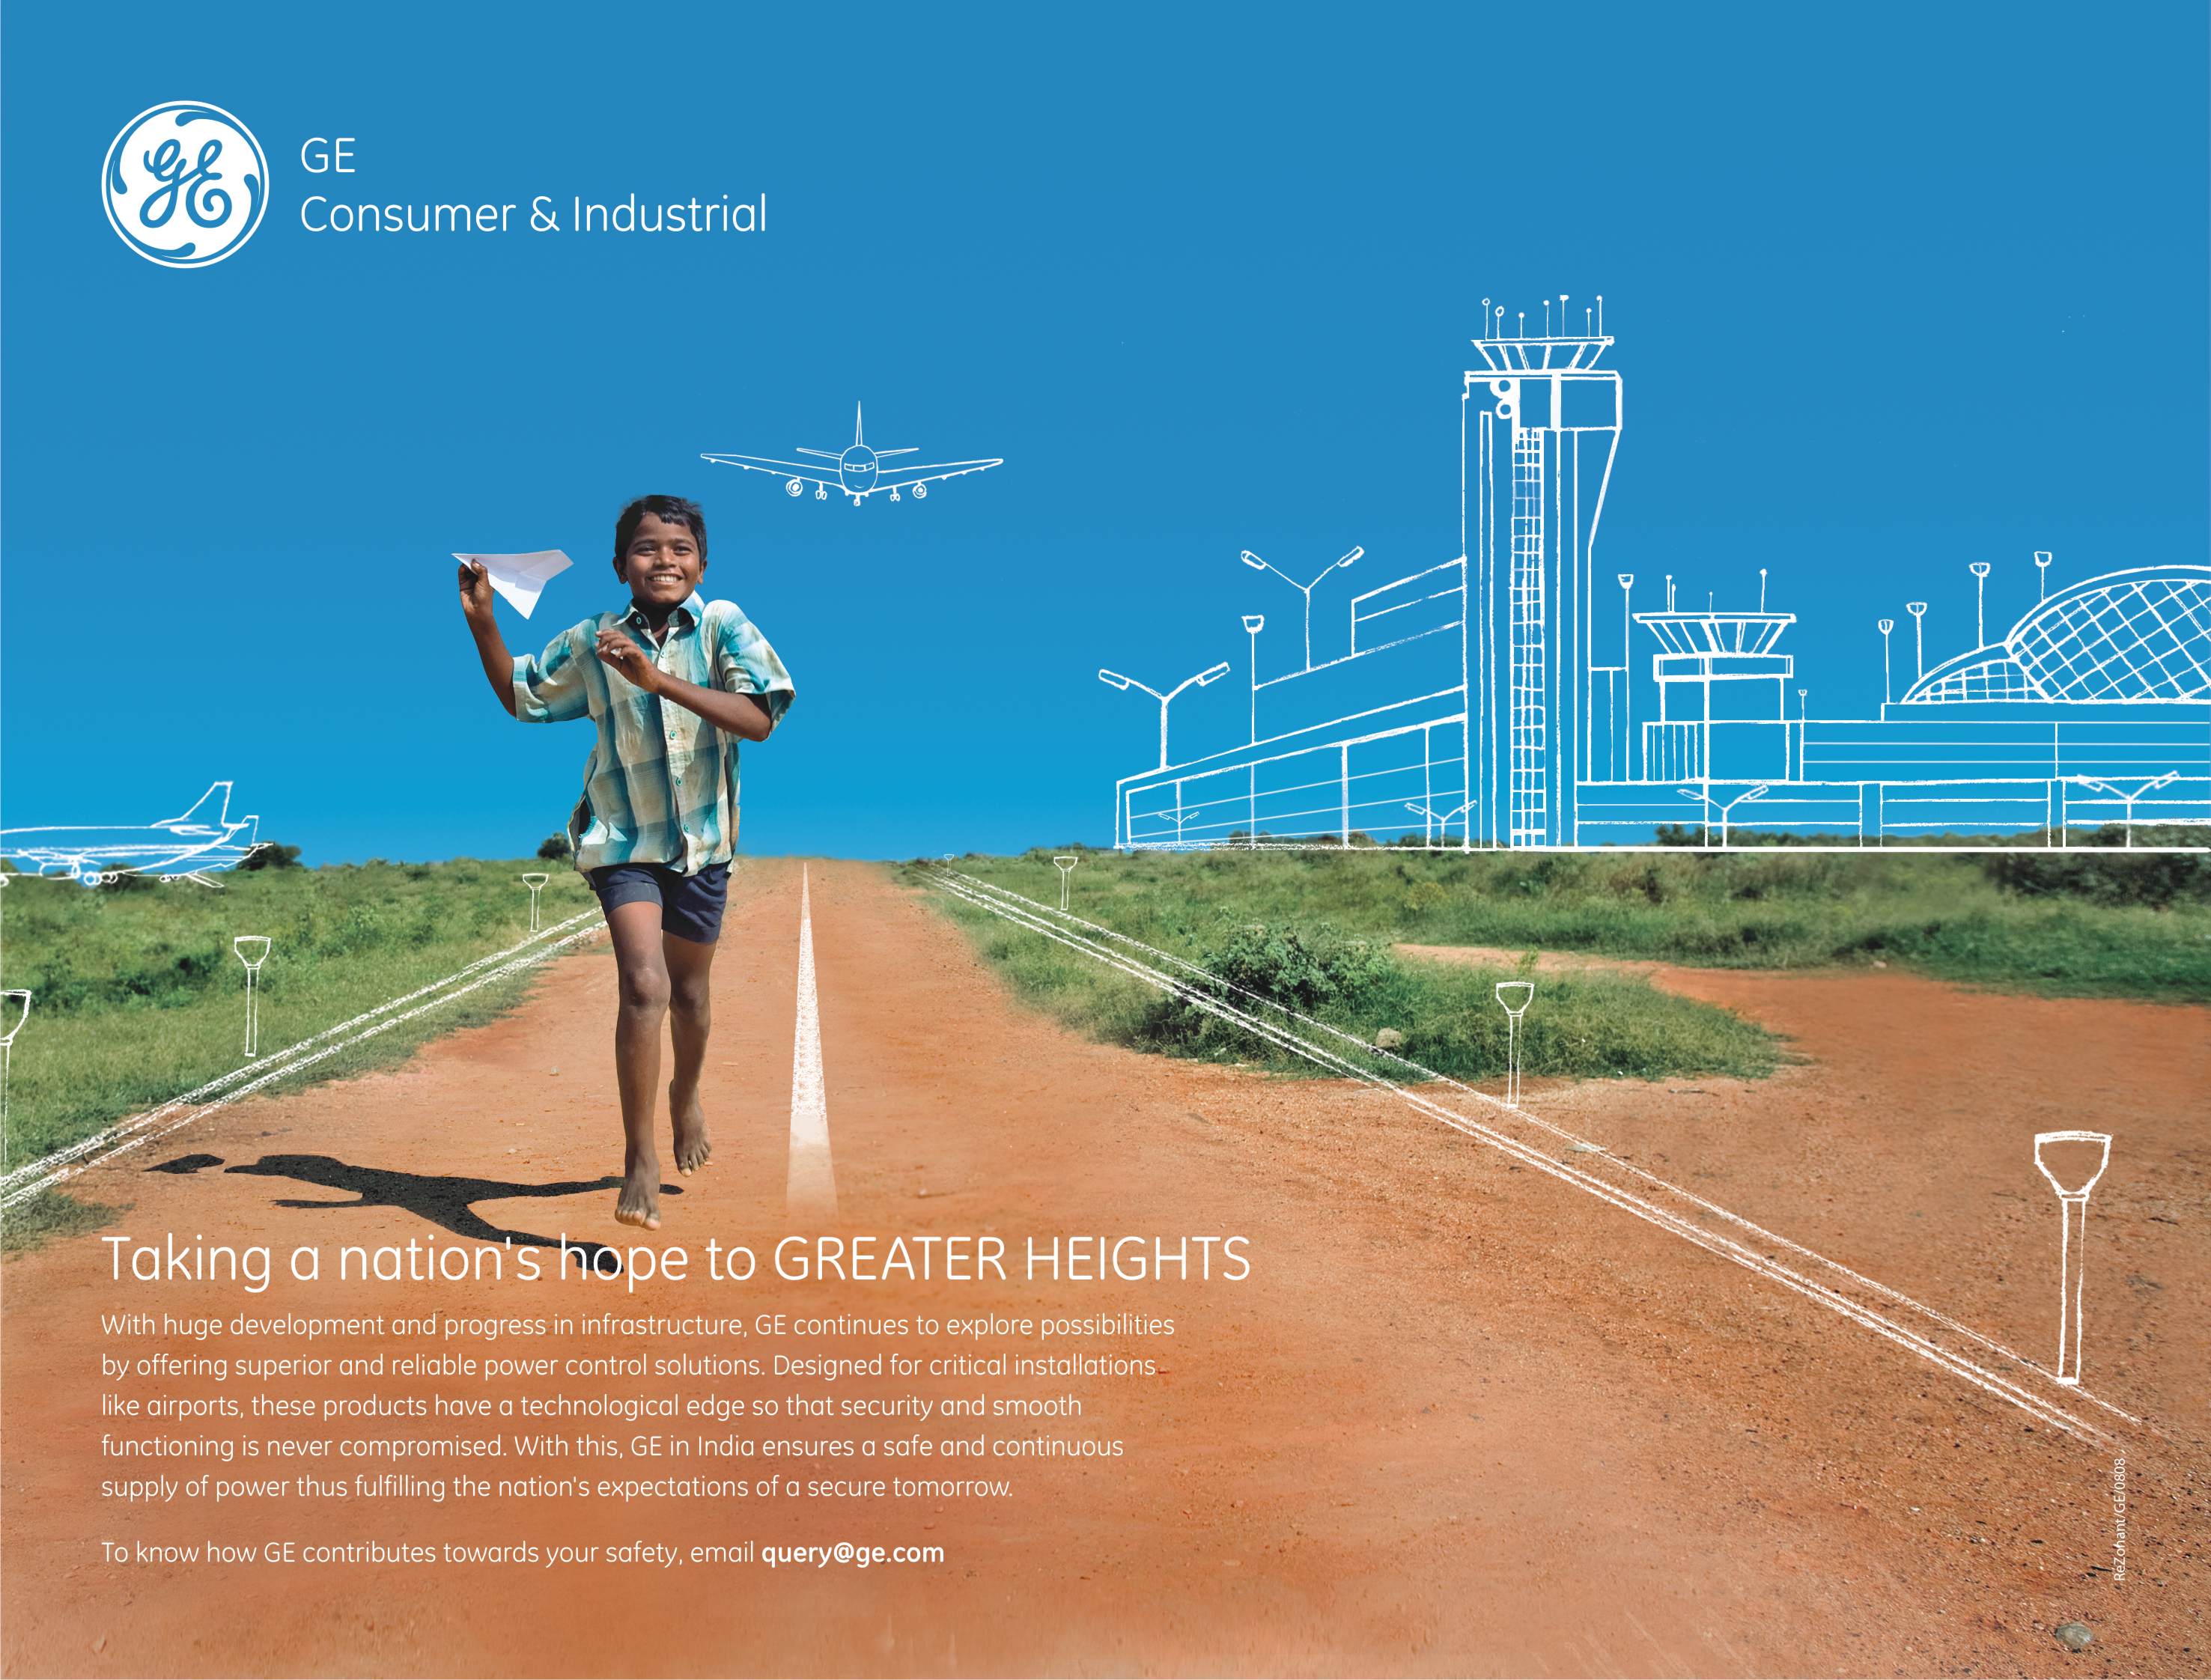 GE
GE
Consumer & Industrial
Taking a nation's hope to GREATER HEIGHTS
With huge development and progress in infrastructure, GE continues to explore possibilities
by offering superior and reliable power control solutions. Designed for critical installations
like airports, these products have a technological edge so that security and smooth
functioning is never compromised. With this, GE in India ensures a safe and continuous
supply of power thus fulfilling the nation's expectations of a secure tomorrow.
To know how GE contributes towards your safety, email query@ge.com
ReZonant/GE/0808